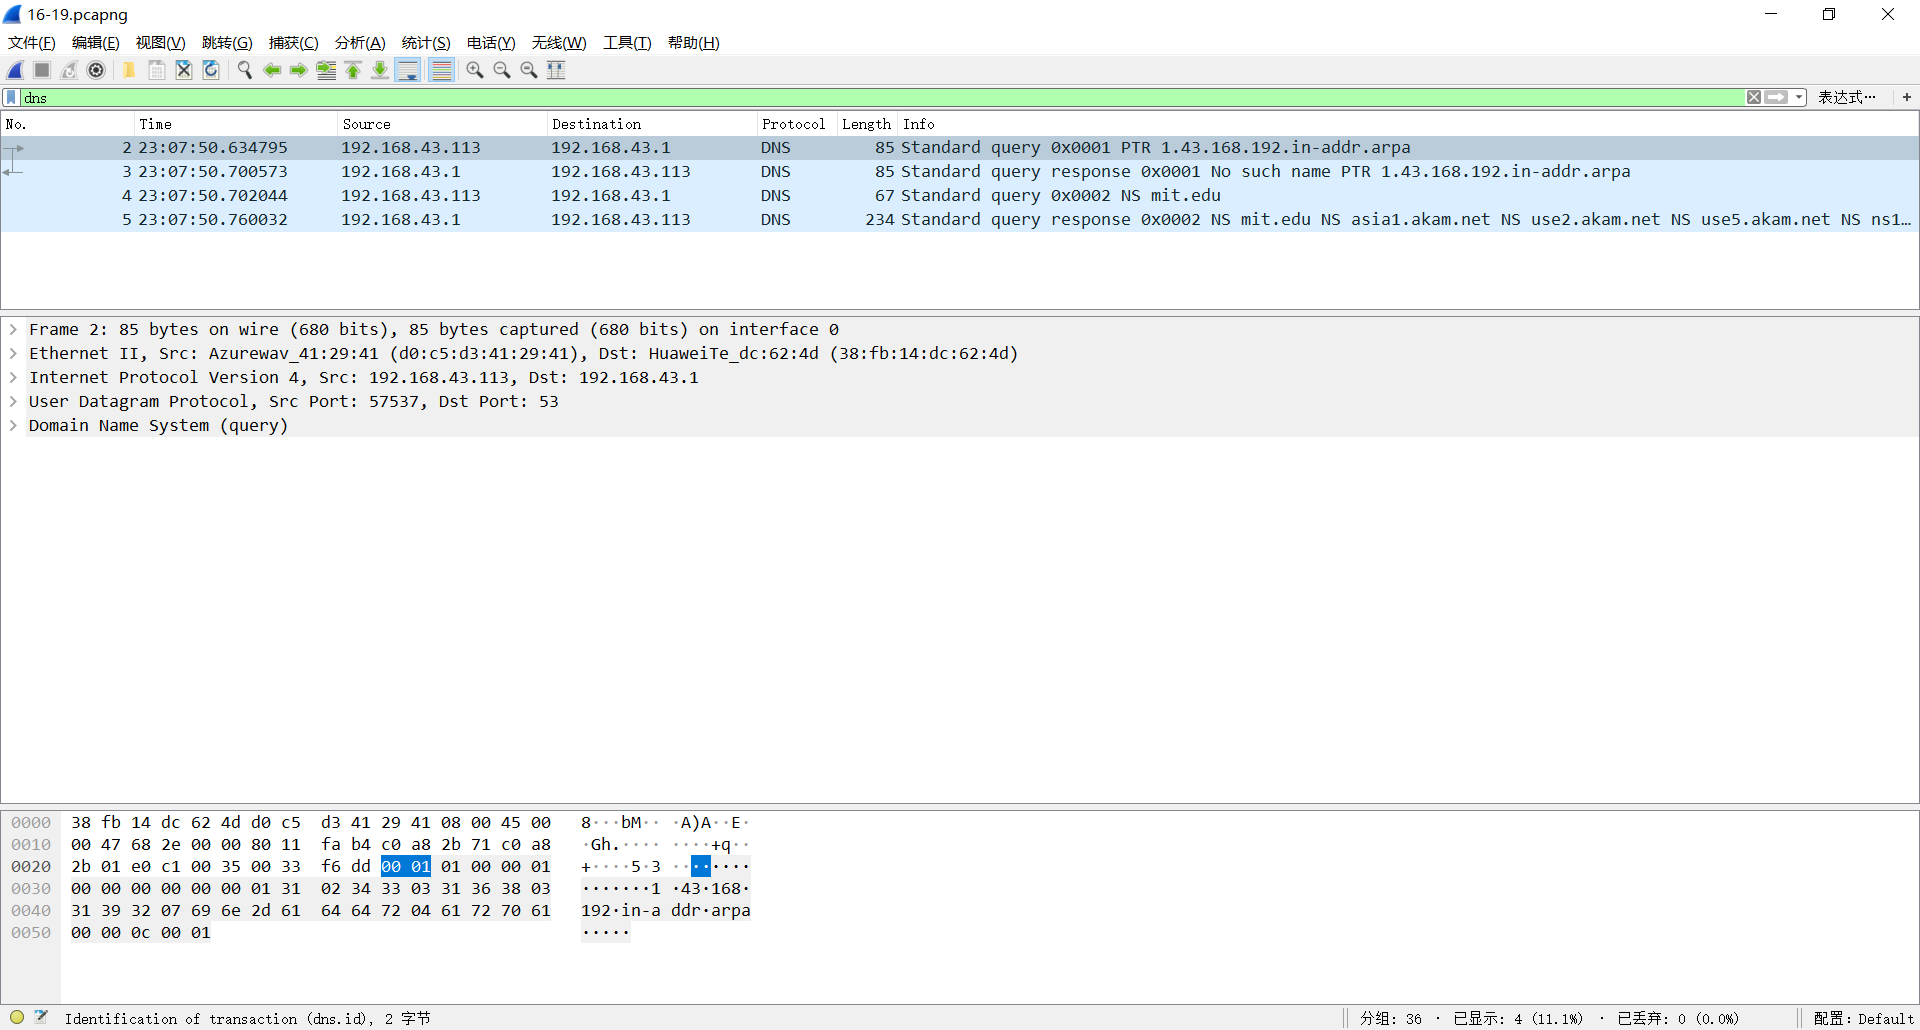 16-19.pcapng
文件(F) 编辑(E) 视图(V) 跳转(G) 捕获(C) 分析(A) 统计(S) 电话(Y) 无线(W) 工具(T) 帮助(H)
dns 表达式… +
No. Time Source Destination Protocol Length Info
2 23:07:50.634795 192.168.43.113 192.168.43.1 DNS 85 Standard query 0x0001 PTR 1.43.168.192.in-addr.arpa
3 23:07:50.700573 192.168.43.1 192.168.43.113 DNS 85 Standard query response 0x0001 No such name PTR 1.43.168.192.in-addr.arpa
4 23:07:50.702044 192.168.43.113 192.168.43.1 DNS 67 Standard query 0x0002 NS mit.edu
5 23:07:50.760032 192.168.43.1 192.168.43.113 DNS 234 Standard query response 0x0002 NS mit.edu NS asia1.akam.net NS use2.akam.net NS use5.akam.net NS ns1…
Frame 2: 85 bytes on wire (680 bits), 85 bytes captured (680 bits) on interface 0
Ethernet II, Src: Azurewav_41:29:41 (d0:c5:d3:41:29:41), Dst: HuaweiTe_dc:62:4d (38:fb:14:dc:62:4d)
Internet Protocol Version 4, Src: 192.168.43.113, Dst: 192.168.43.1
User Datagram Protocol, Src Port: 57537, Dst Port: 53
Domain Name System (query)
0000 38 fb 14 dc 62 4d d0 c5 d3 41 29 41 08 00 45 00 8···bM·· ·A)A··E·
0010 00 47 68 2e 00 00 80 11 fa b4 c0 a8 2b 71 c0 a8 ·Gh.···· ····+q··
0020 2b 01 e0 c1 00 35 00 33 f6 dd 00 01 01 00 00 01 +····5·3 ········
0030 00 00 00 00 00 00 01 31 02 34 33 03 31 36 38 03 ·······1 ·43·168·
0040 31 39 32 07 69 6e 2d 61 64 64 72 04 61 72 70 61 192·in-a ddr·arpa
0050 00 00 0c 00 01 ·····
Identification of transaction (dns.id), 2 字节 分组: 36 · 已显示: 4 (11.1%) · 已丢弃: 0 (0.0%) 配置: Default